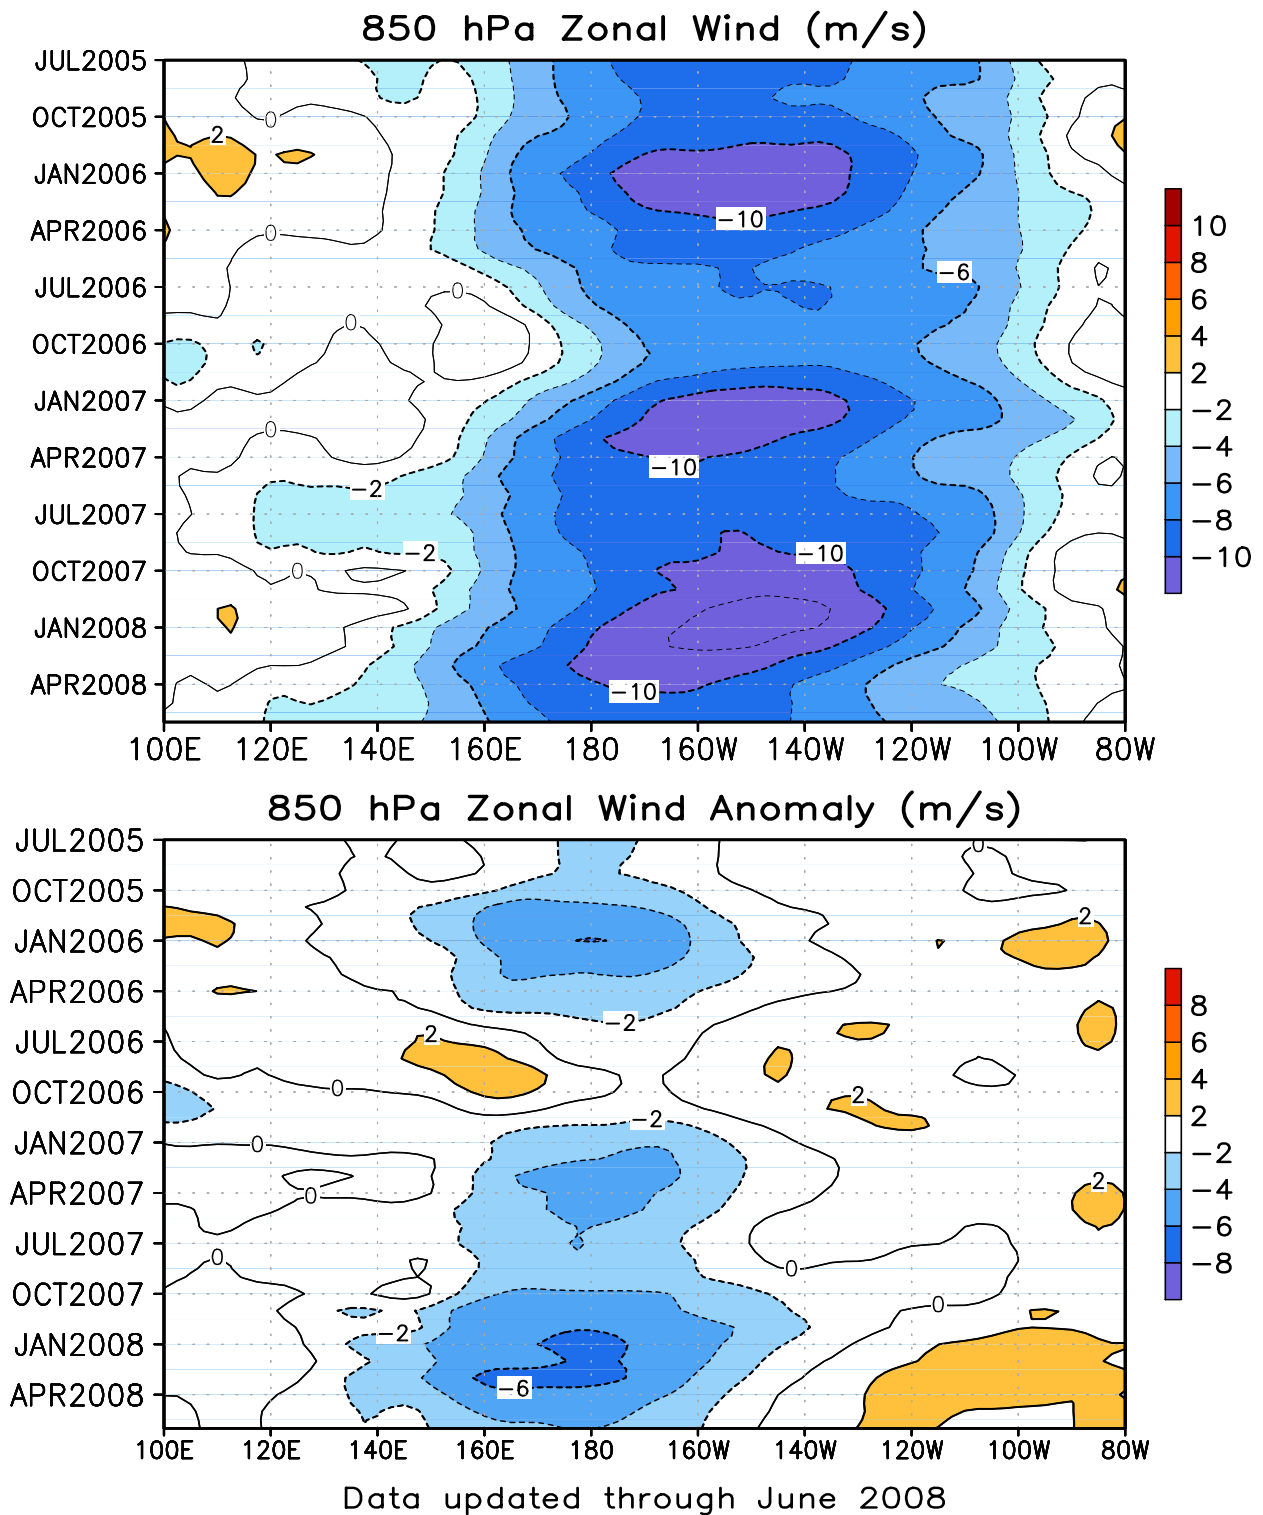 850 hPa Zonal Wind (m/s)
JUL2005
OCT2005
JAN2006
APR2006
JUL2006
OCT2006
JAN2007
APR2007
JUL2007
OCT2007
JAN2008
APR2008
0
2
0
-10
-6
0
0
0
-10
-2
-2
-10
0
-10
100E 120E 140E 160E 180 160W 140W 120W 100W 80W
10
8
6
4
2
-2
-4
-6
-8
-10
850 hPa Zonal Wind Anomaly (m/s)
JUL2005
OCT2005
JAN2006
APR2006
JUL2006
OCT2006
JAN2007
APR2007
JUL2007
OCT2007
JAN2008
APR2008
0
2
-2
2
0
2
-2
0
2
0
0
0
0
-2
-6
100E 120E 140E 160E 180 160W 140W 120W 100W 80W
8
6
4
2
-2
-4
-6
-8
Data updated through June 2008